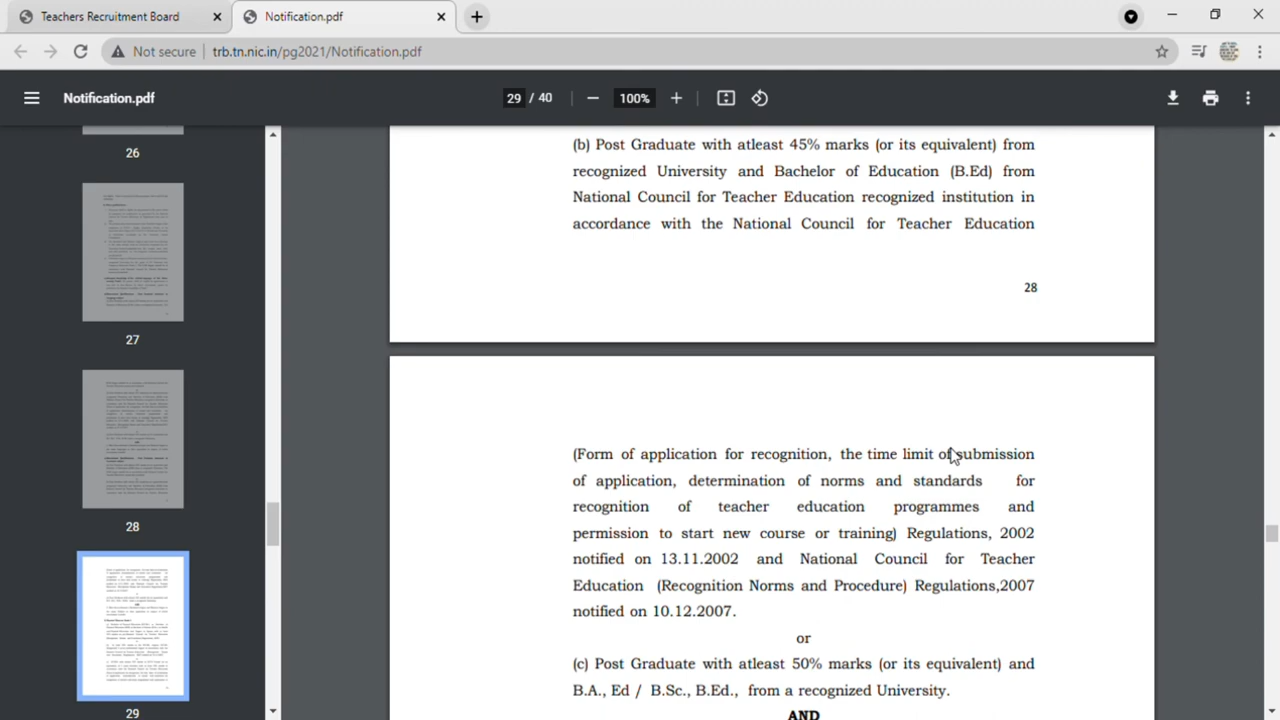 Teachers Recruitment Board
Notification.pdf
Not secure
trb.tn.nic.in/pg2021/Notification.pdf
Notification.pdf
29 / 40
100%
26
27
28
29
(b) Post Graduate with atleast 45% marks (or its equivalent) from
recognized University and Bachelor of Education (B.Ed) from
National Council for Teacher Education recognized institution in
accordance with the National Council for Teacher Education
28
(Form of application for recognition, the time limit of submission
of application, determination of norms and standards for
recognition of teacher education programmes and
permission to start new course or training) Regulations, 2002
notified on 13.11.2002 and National Council for Teacher
Education (Recognition Norms and Procedure) Regulations,2007
notified on 10.12.2007.
or
(c) Post Graduate with atleast 50% marks (or its equivalent) and
B.A., Ed / B.Sc., B.Ed., from a recognized University.
AND